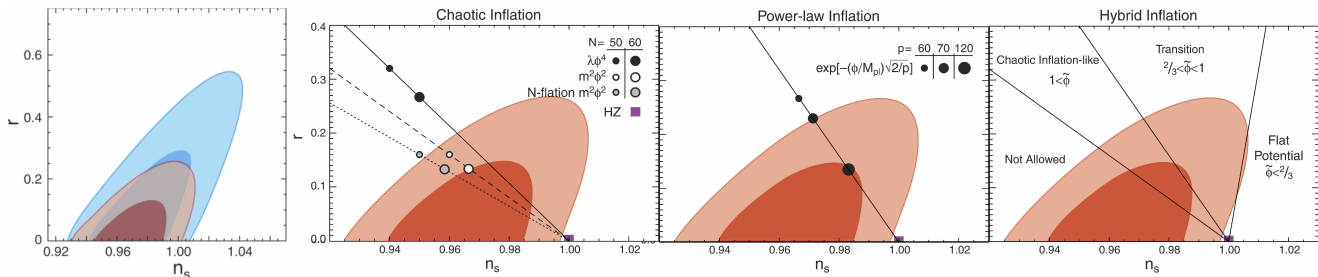 0.6
0.4
0.2
0
r
0.92
0.96
1.00
1.04
n_s
Chaotic Inflation
0.4
0.3
0.2
0.1
0.0
r
N= 50 60
λϕ⁴
m²ϕ²
N-flation m²ϕ²
HZ
0.94
0.96
0.98
1.00
1.02
n_s
Power-law Inflation
p= 60 70 120
exp[-(ϕ/M_pl)√2/p]
0.94
0.96
0.98
1.00
1.02
n_s
Hybrid Inflation
Chaotic Inflation-like
1<ϕ̃
Transition
2/3<ϕ̃<1
Not Allowed
Flat
Potential
ϕ̃<2/3
0.94
0.96
0.98
1.00
1.02
n_s